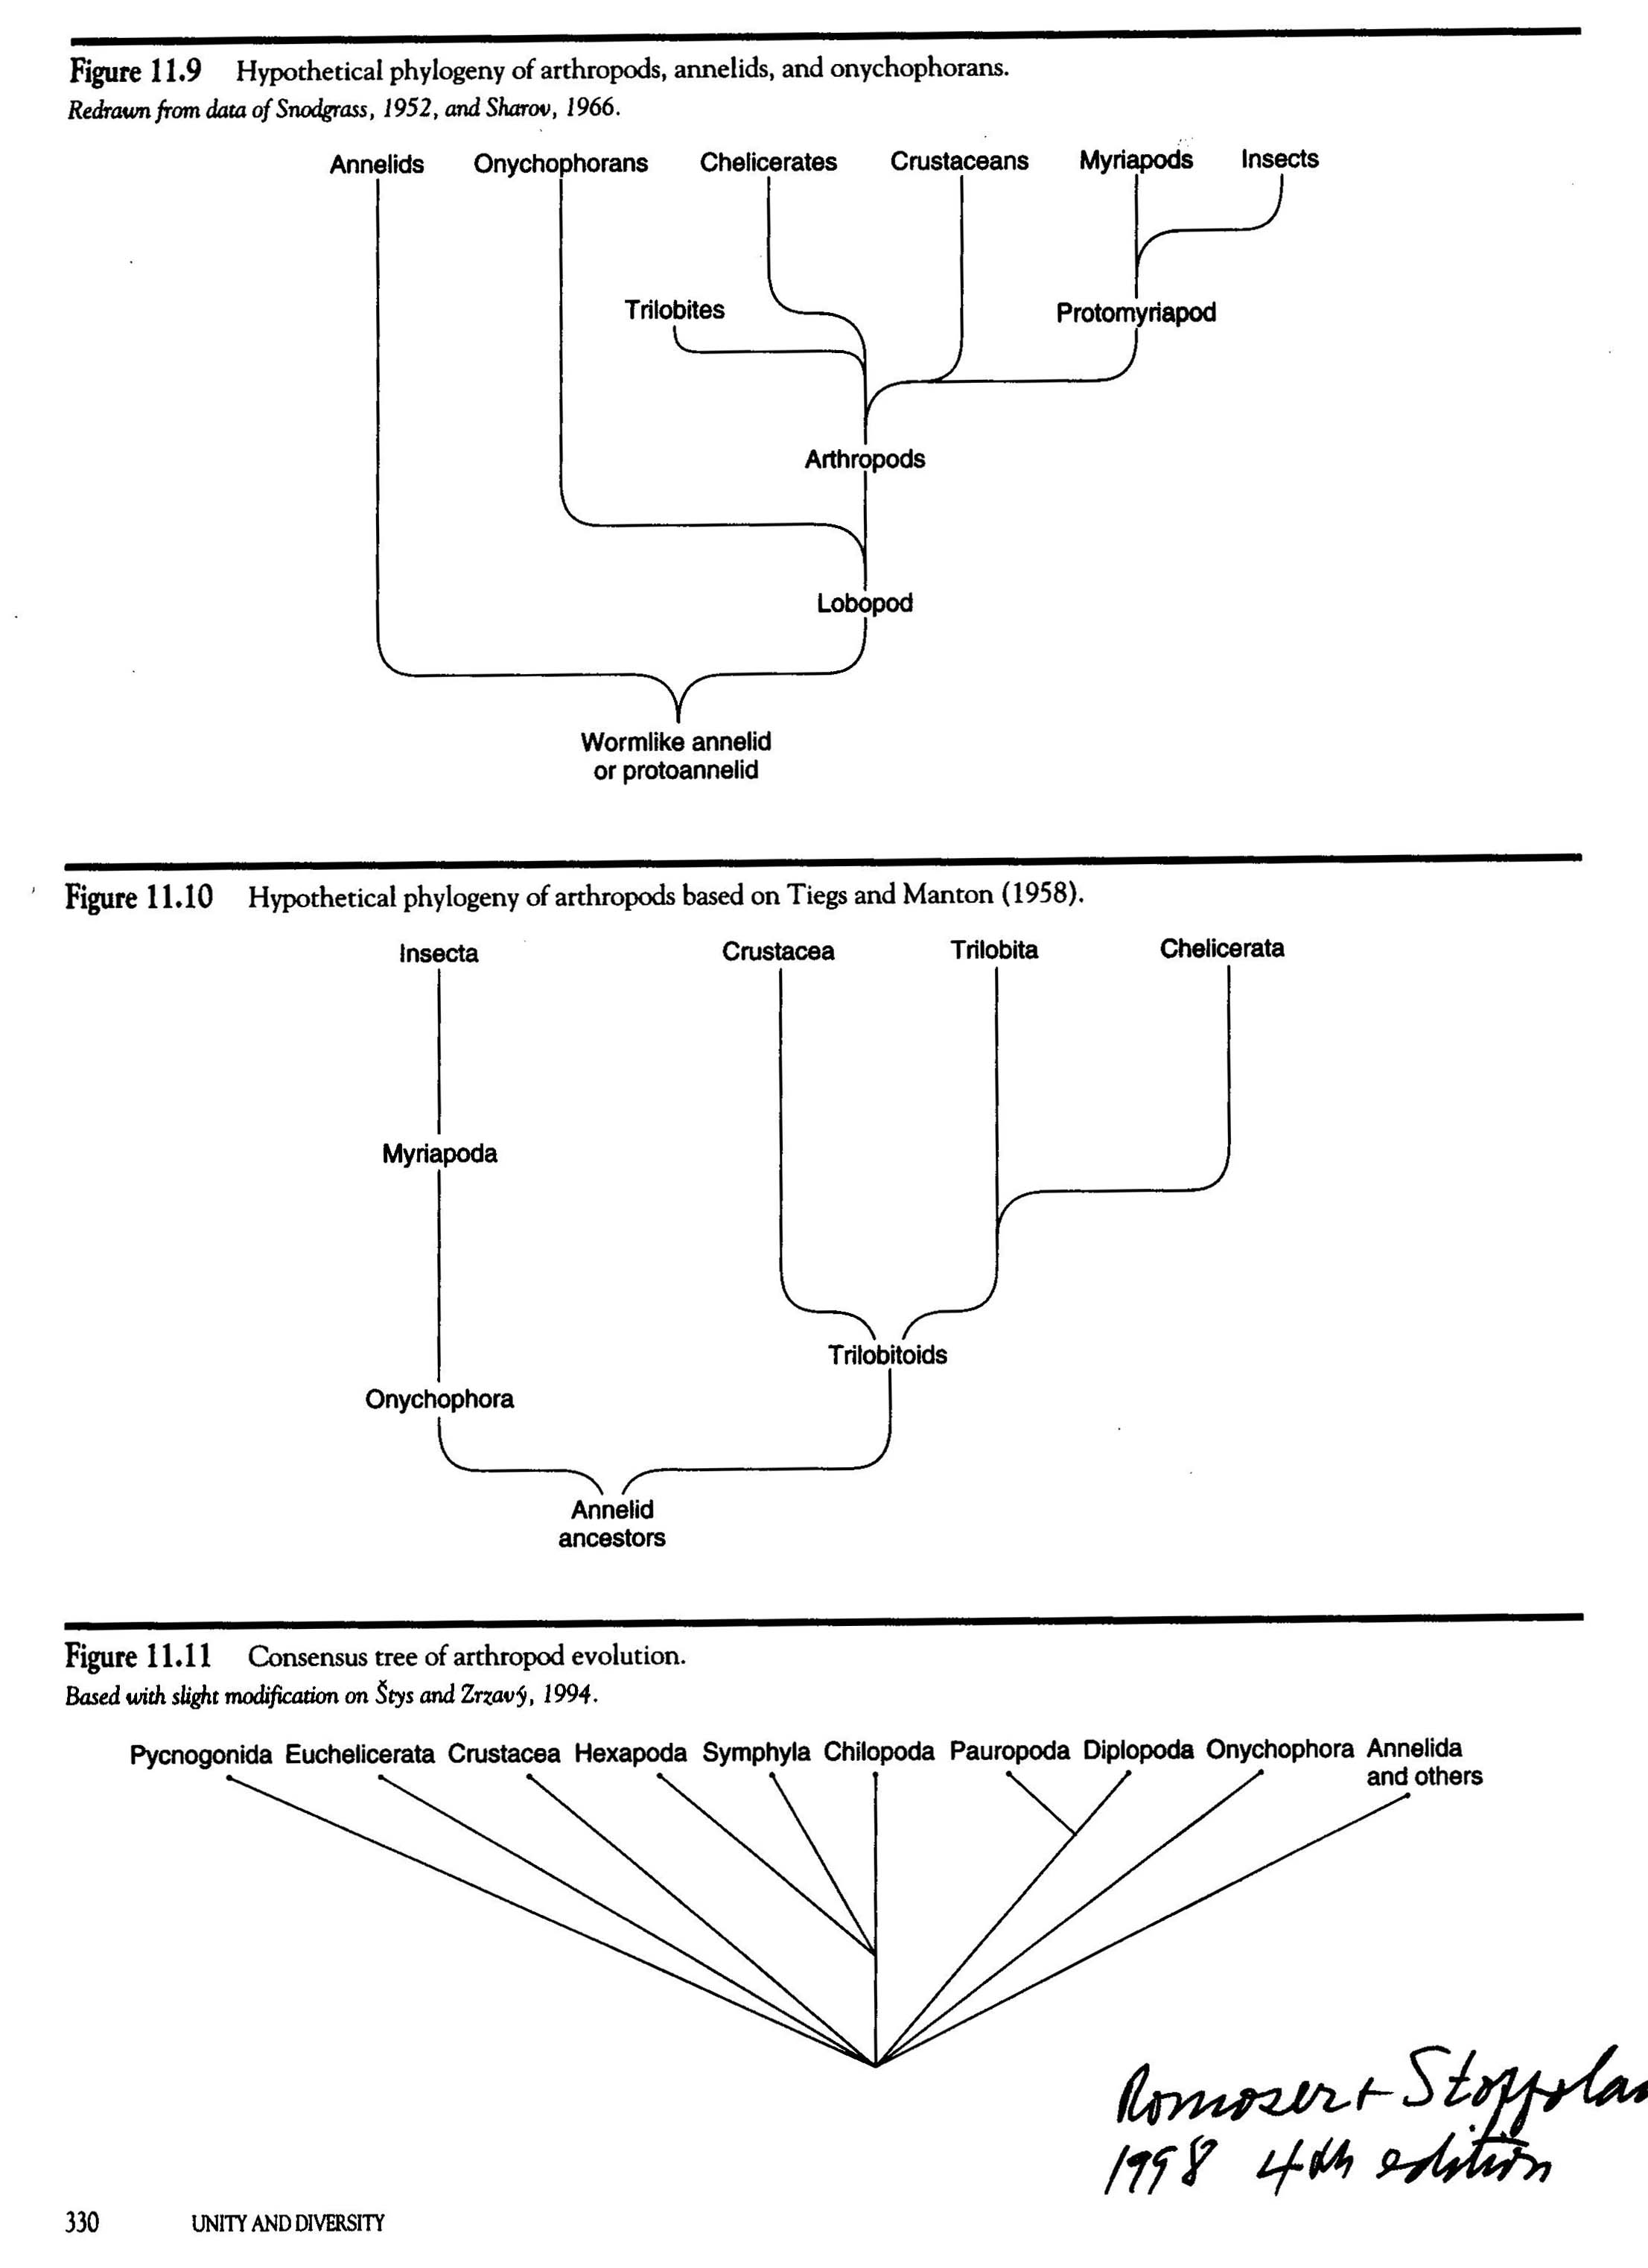 Figure 11.9 Hypothetical phylogeny of arthropods, annelids, and onychophorans.
Redrawn from data of Snodgrass, 1952, and Sharov, 1966.
Annelids Onychophorans Chelicerates Crustaceans Myriapods Insects
Trilobites Protomyriapod
Arthropods
Lobopod
Wormlike annelid
or protoannelid
Figure 11.10 Hypothetical phylogeny of arthropods based on Tiegs and Manton (1958).
Insecta Crustacea Trilobita Chelicerata
Myriapoda
Trilobitoids
Onychophora
Annelid
ancestors
Figure 11.11 Consensus tree of arthropod evolution.
Based with slight modification on Štys and Zrzavý, 1994.
Pycnogonida Euchelicerata Crustacea Hexapoda Symphyla Chilopoda Pauropoda Diplopoda Onychophora Annelida
and others
Romoser + Stoffolan
1998 4th edition
330 UNITY AND DIVERSITY